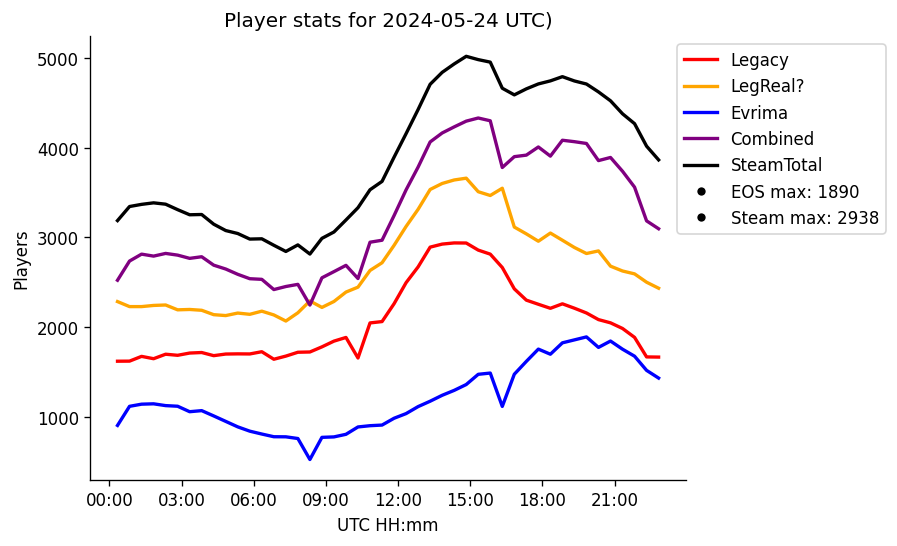 Player stats for 2024-05-24 UTC)
Players
5000
4000
3000
2000
1000
00:00 03:00 06:00 09:00 12:00 15:00 18:00 21:00
UTC HH:mm
Legacy
LegReal?
Evrima
Combined
SteamTotal
EOS max: 1890
Steam max: 2938